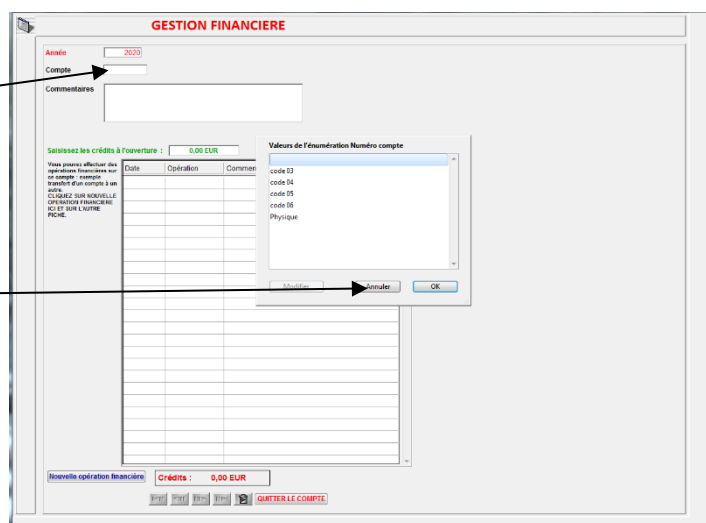 GESTION FINANCIERE
Année 2020
Compte
Commentaires
Saisissez les crédits à l'ouverture : 0,00 EUR
Vous pouvez effectuer des
opérations financières sur
ce compte : exemple
transfert d'un compte à un
autre.
CLIQUEZ SUR NOUVELLE
OPERATION FINANCIERE
ICI ET SUR L'AUTRE
FICHE.
Date Opération Commen
Valeurs de l'énumération Numéro compte
code 03
code 04
code 05
code 06
Physique
Modifier Annuler OK
Nouvelle opération financière Crédits : 0,00 EUR
QUITTER LE COMPTE